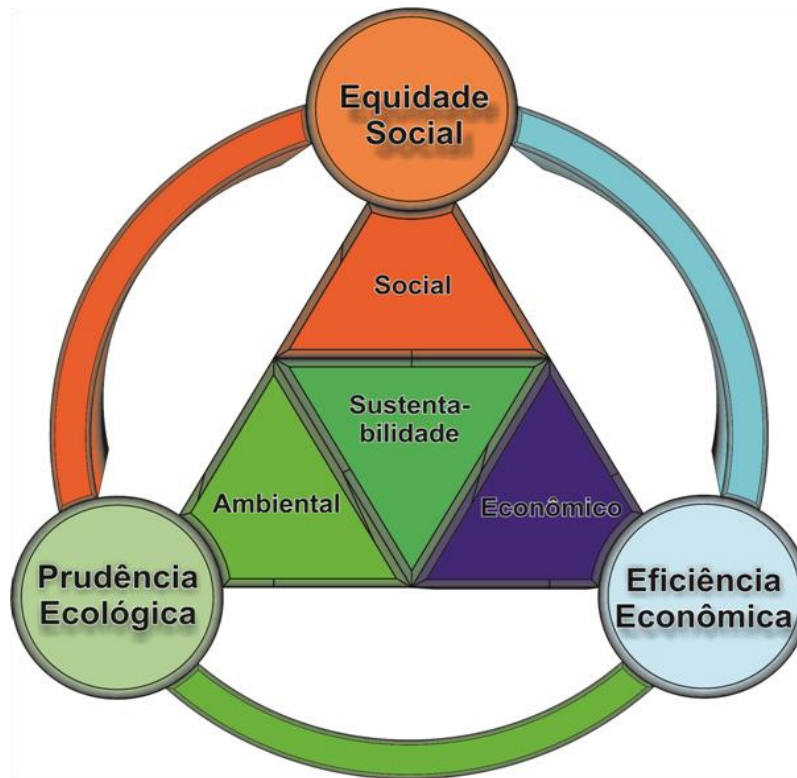 Equidade
Social
Social
Sustenta-
bilidade
Ambiental
Econômico
Prudência
Ecológica
Eficiência
Econômica